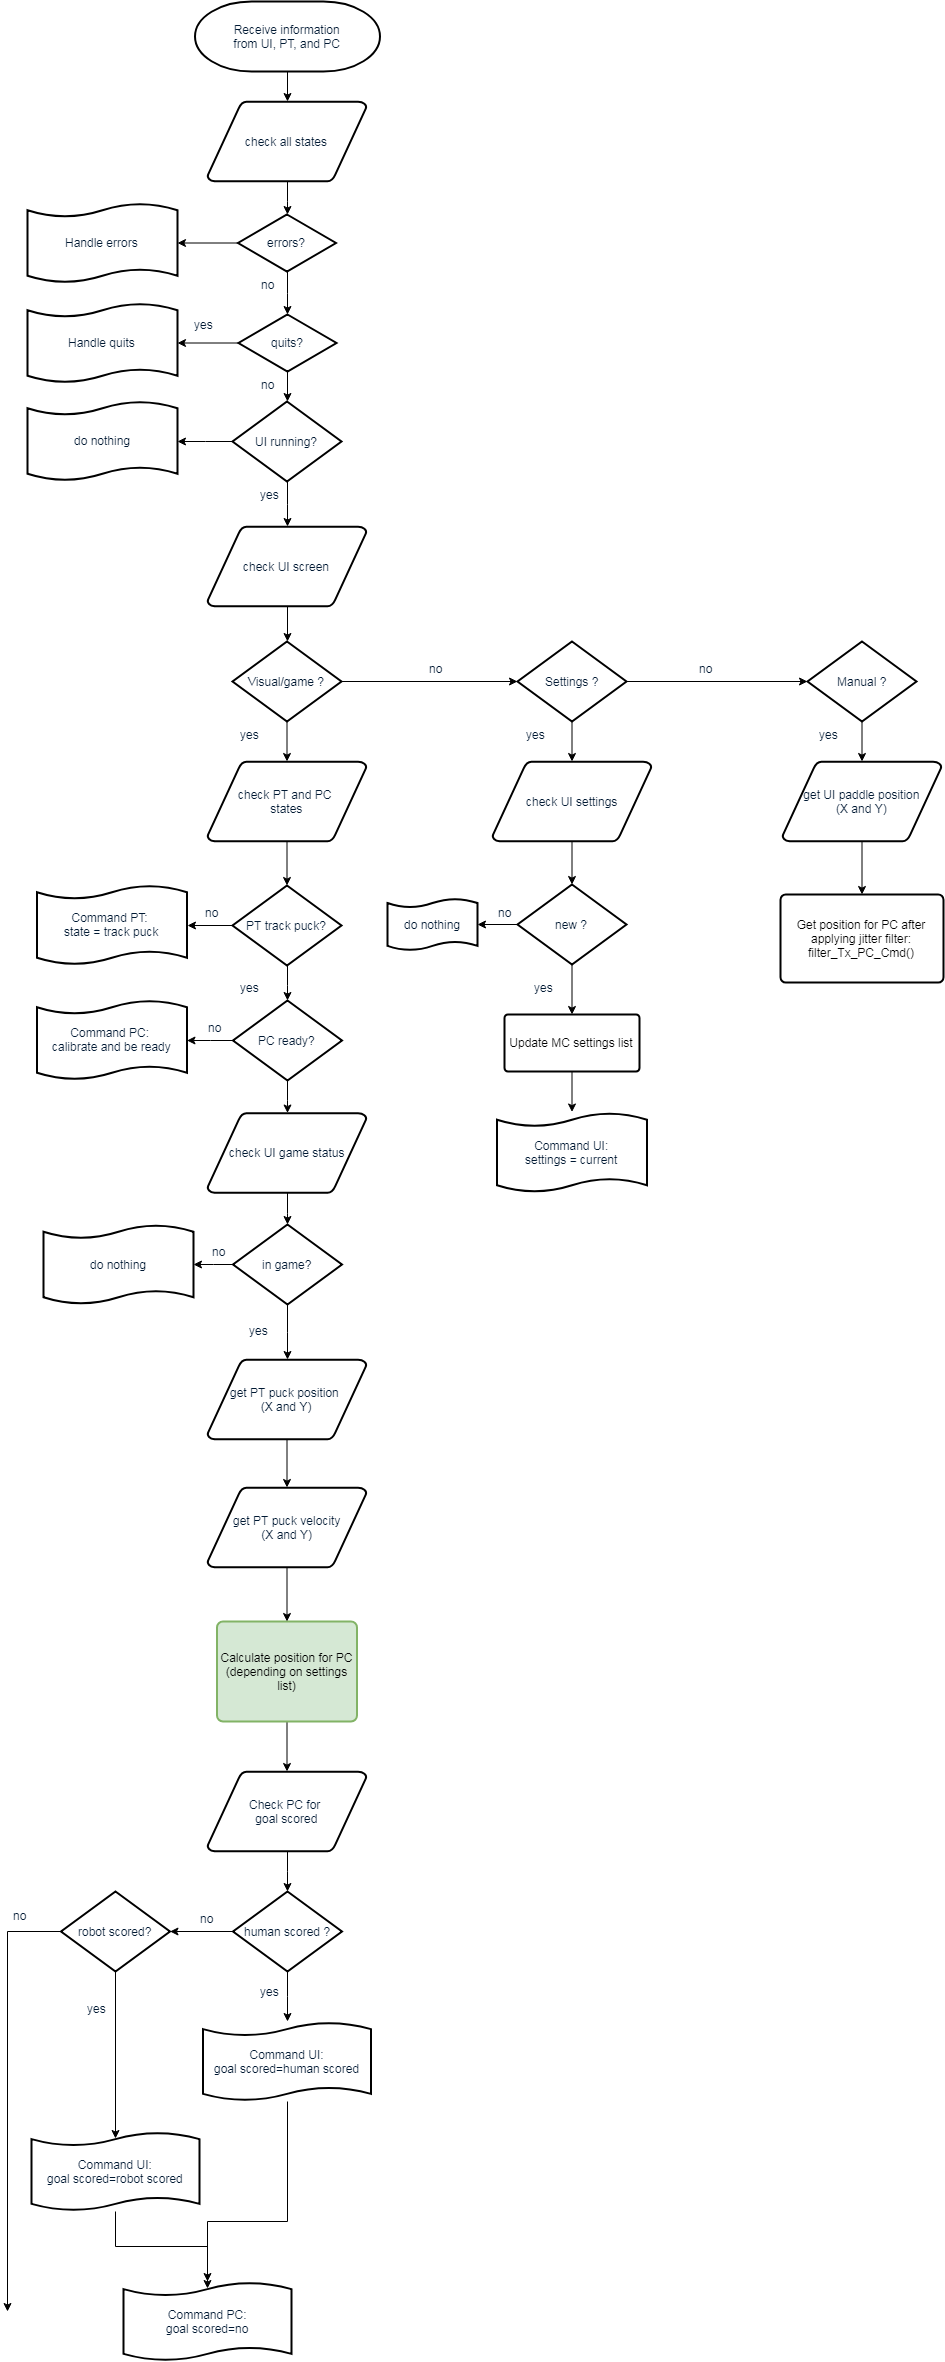 Receive information
from UI, PT, and PC
check all states
errors?
Handle errors
no
quits?
yes
Handle quits
no
UI running?
do nothing
yes
check UI screen
Visual/game ?
no
Settings ?
no
Manual ?
yes
yes
yes
check PT and PC
states
check UI settings
get UI paddle position
(X and Y)
PT track puck?
no
Command PT:
state = track puck
new ?
no
do nothing
Get position for PC after
applying jitter filter:
filter_Tx_PC_Cmd()
yes
yes
PC ready?
no
Command PC:
calibrate and be ready
Update MC settings list
check UI game status
Command UI:
settings = current
in game?
no
do nothing
yes
get PT puck position
(X and Y)
get PT puck velocity
(X and Y)
Calculate position for PC
(depending on settings
list)
Check PC for
goal scored
human scored ?
no
robot scored?
no
yes
yes
Command UI:
goal scored=human scored
Command UI:
goal scored=robot scored
Command PC:
goal scored=no